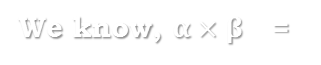 We know, α × β =